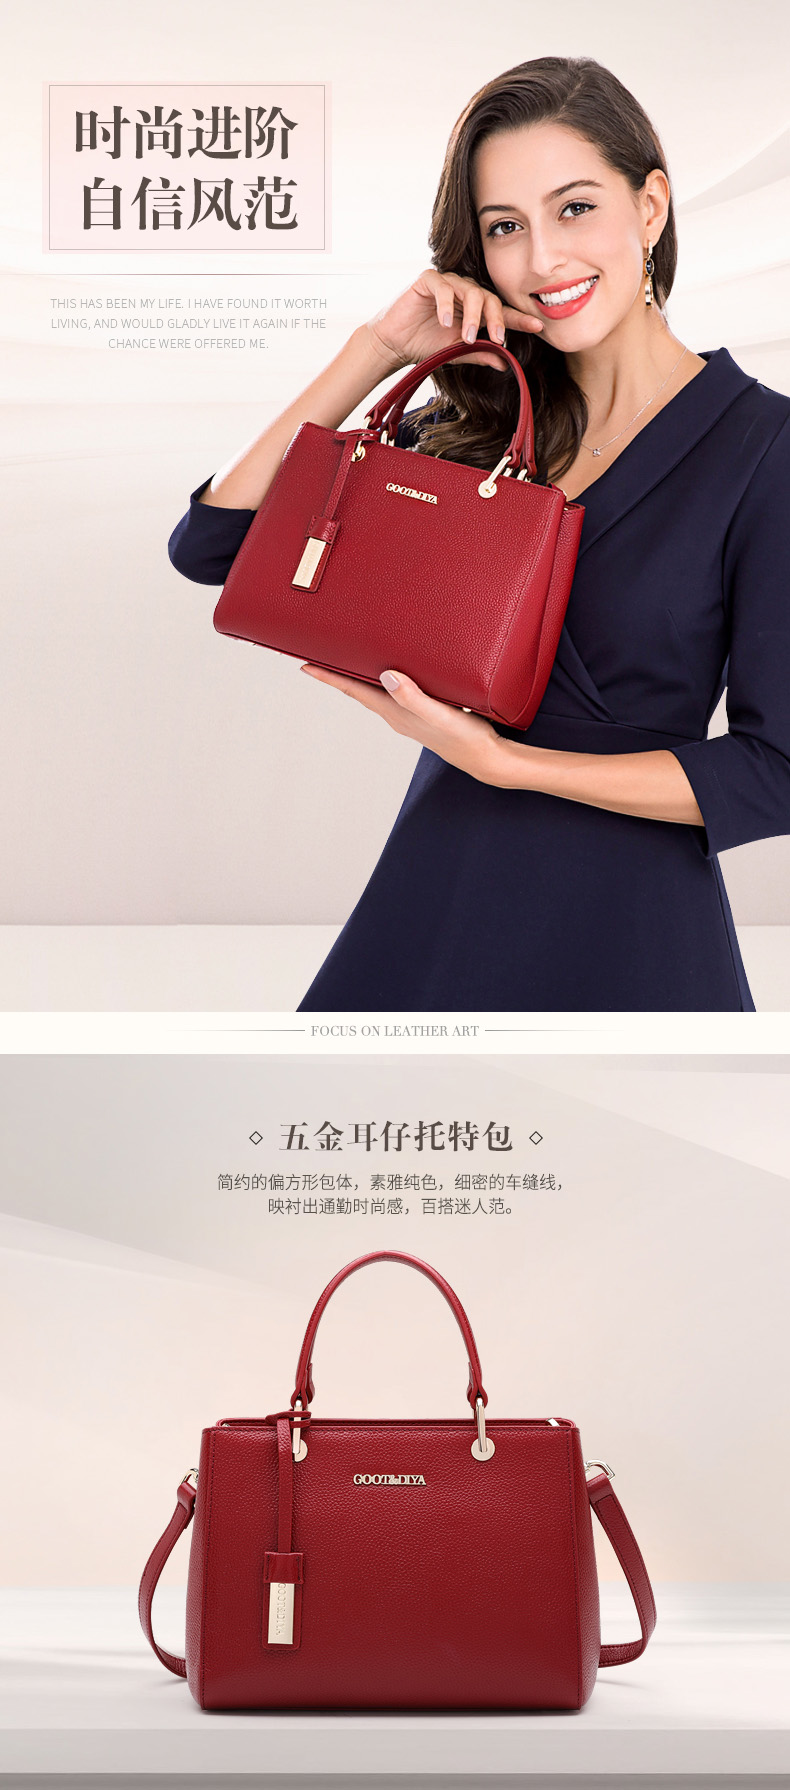 时尚进阶
自信风范
THIS HAS BEEN MY LIFE. I HAVE FOUND IT WORTH
LIVING, AND WOULD GLADLY LIVE IT AGAIN IF THE
CHANCE WERE OFFERED ME.
GOOT&DIYA
FOCUS ON LEATHER ART
五金耳仔托特包
简约的偏方形包体，素雅纯色，细密的车缝线，
映衬出通勤时尚感，百搭迷人范。
GOOT&DIYA
GOOT&DIYA